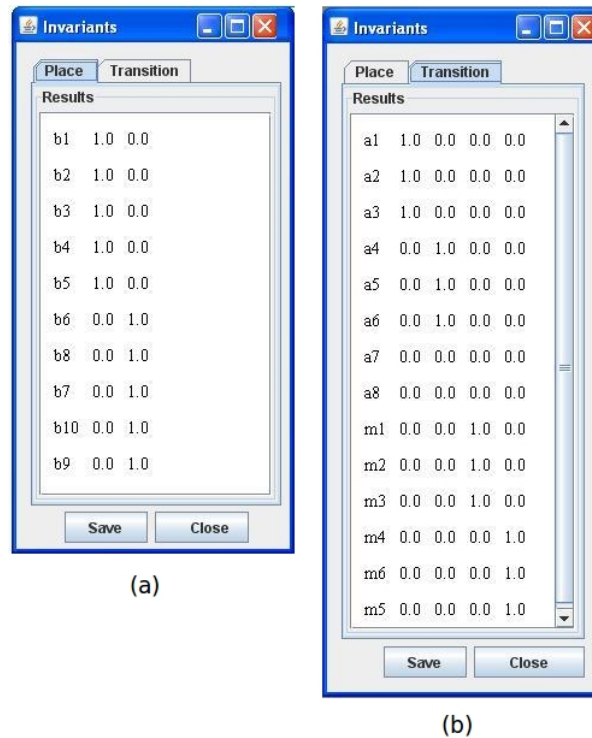 Invariants
Place Transition
Results
b1 1.0 0.0
b2 1.0 0.0
b3 1.0 0.0
b4 1.0 0.0
b5 1.0 0.0
b6 0.0 1.0
b8 0.0 1.0
b7 0.0 1.0
b10 0.0 1.0
b9 0.0 1.0
Save Close
(a)
Invariants
Place Transition
Results
a1 1.0 0.0 0.0 0.0
a2 1.0 0.0 0.0 0.0
a3 1.0 0.0 0.0 0.0
a4 0.0 1.0 0.0 0.0
a5 0.0 1.0 0.0 0.0
a6 0.0 1.0 0.0 0.0
a7 0.0 0.0 0.0 0.0
a8 0.0 0.0 0.0 0.0
m1 0.0 0.0 1.0 0.0
m2 0.0 0.0 1.0 0.0
m3 0.0 0.0 1.0 0.0
m4 0.0 0.0 0.0 1.0
m6 0.0 0.0 0.0 1.0
m5 0.0 0.0 0.0 1.0
Save Close
(b)